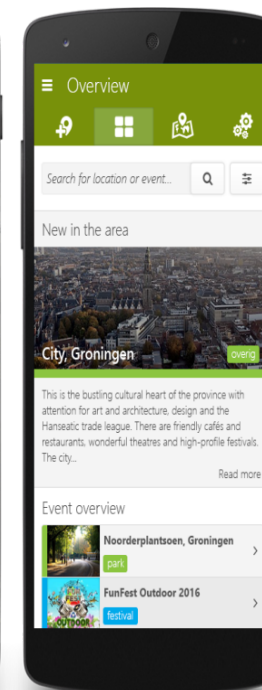 Overview
Search for location or event...
New in the area
City, Groningen
overig
This is the bustling cultural heart of the province with
attention for art and architecture, design and the
Hanseatic trade league. There are friendly cafés and
restaurants, wonderful theatres and high-profile festivals.
The city...
Read more
Event overview
Noorderplantsoen, Groningen
park
FunFest Outdoor 2016
festival
OUTDOOR